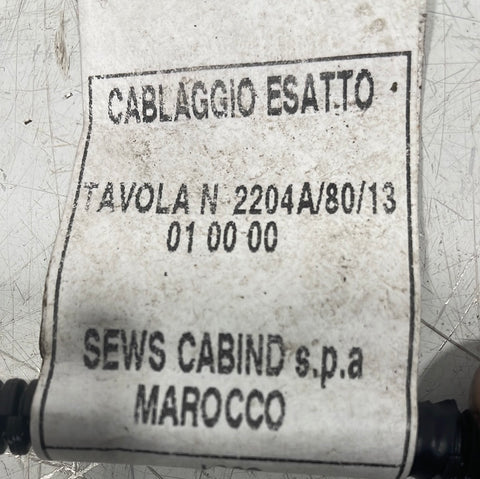 CABLAGGIO ESATTO
TAVOLA N 2204A/80/13
01 00 00
SEWS CABIND s.p.a
MAROCCO